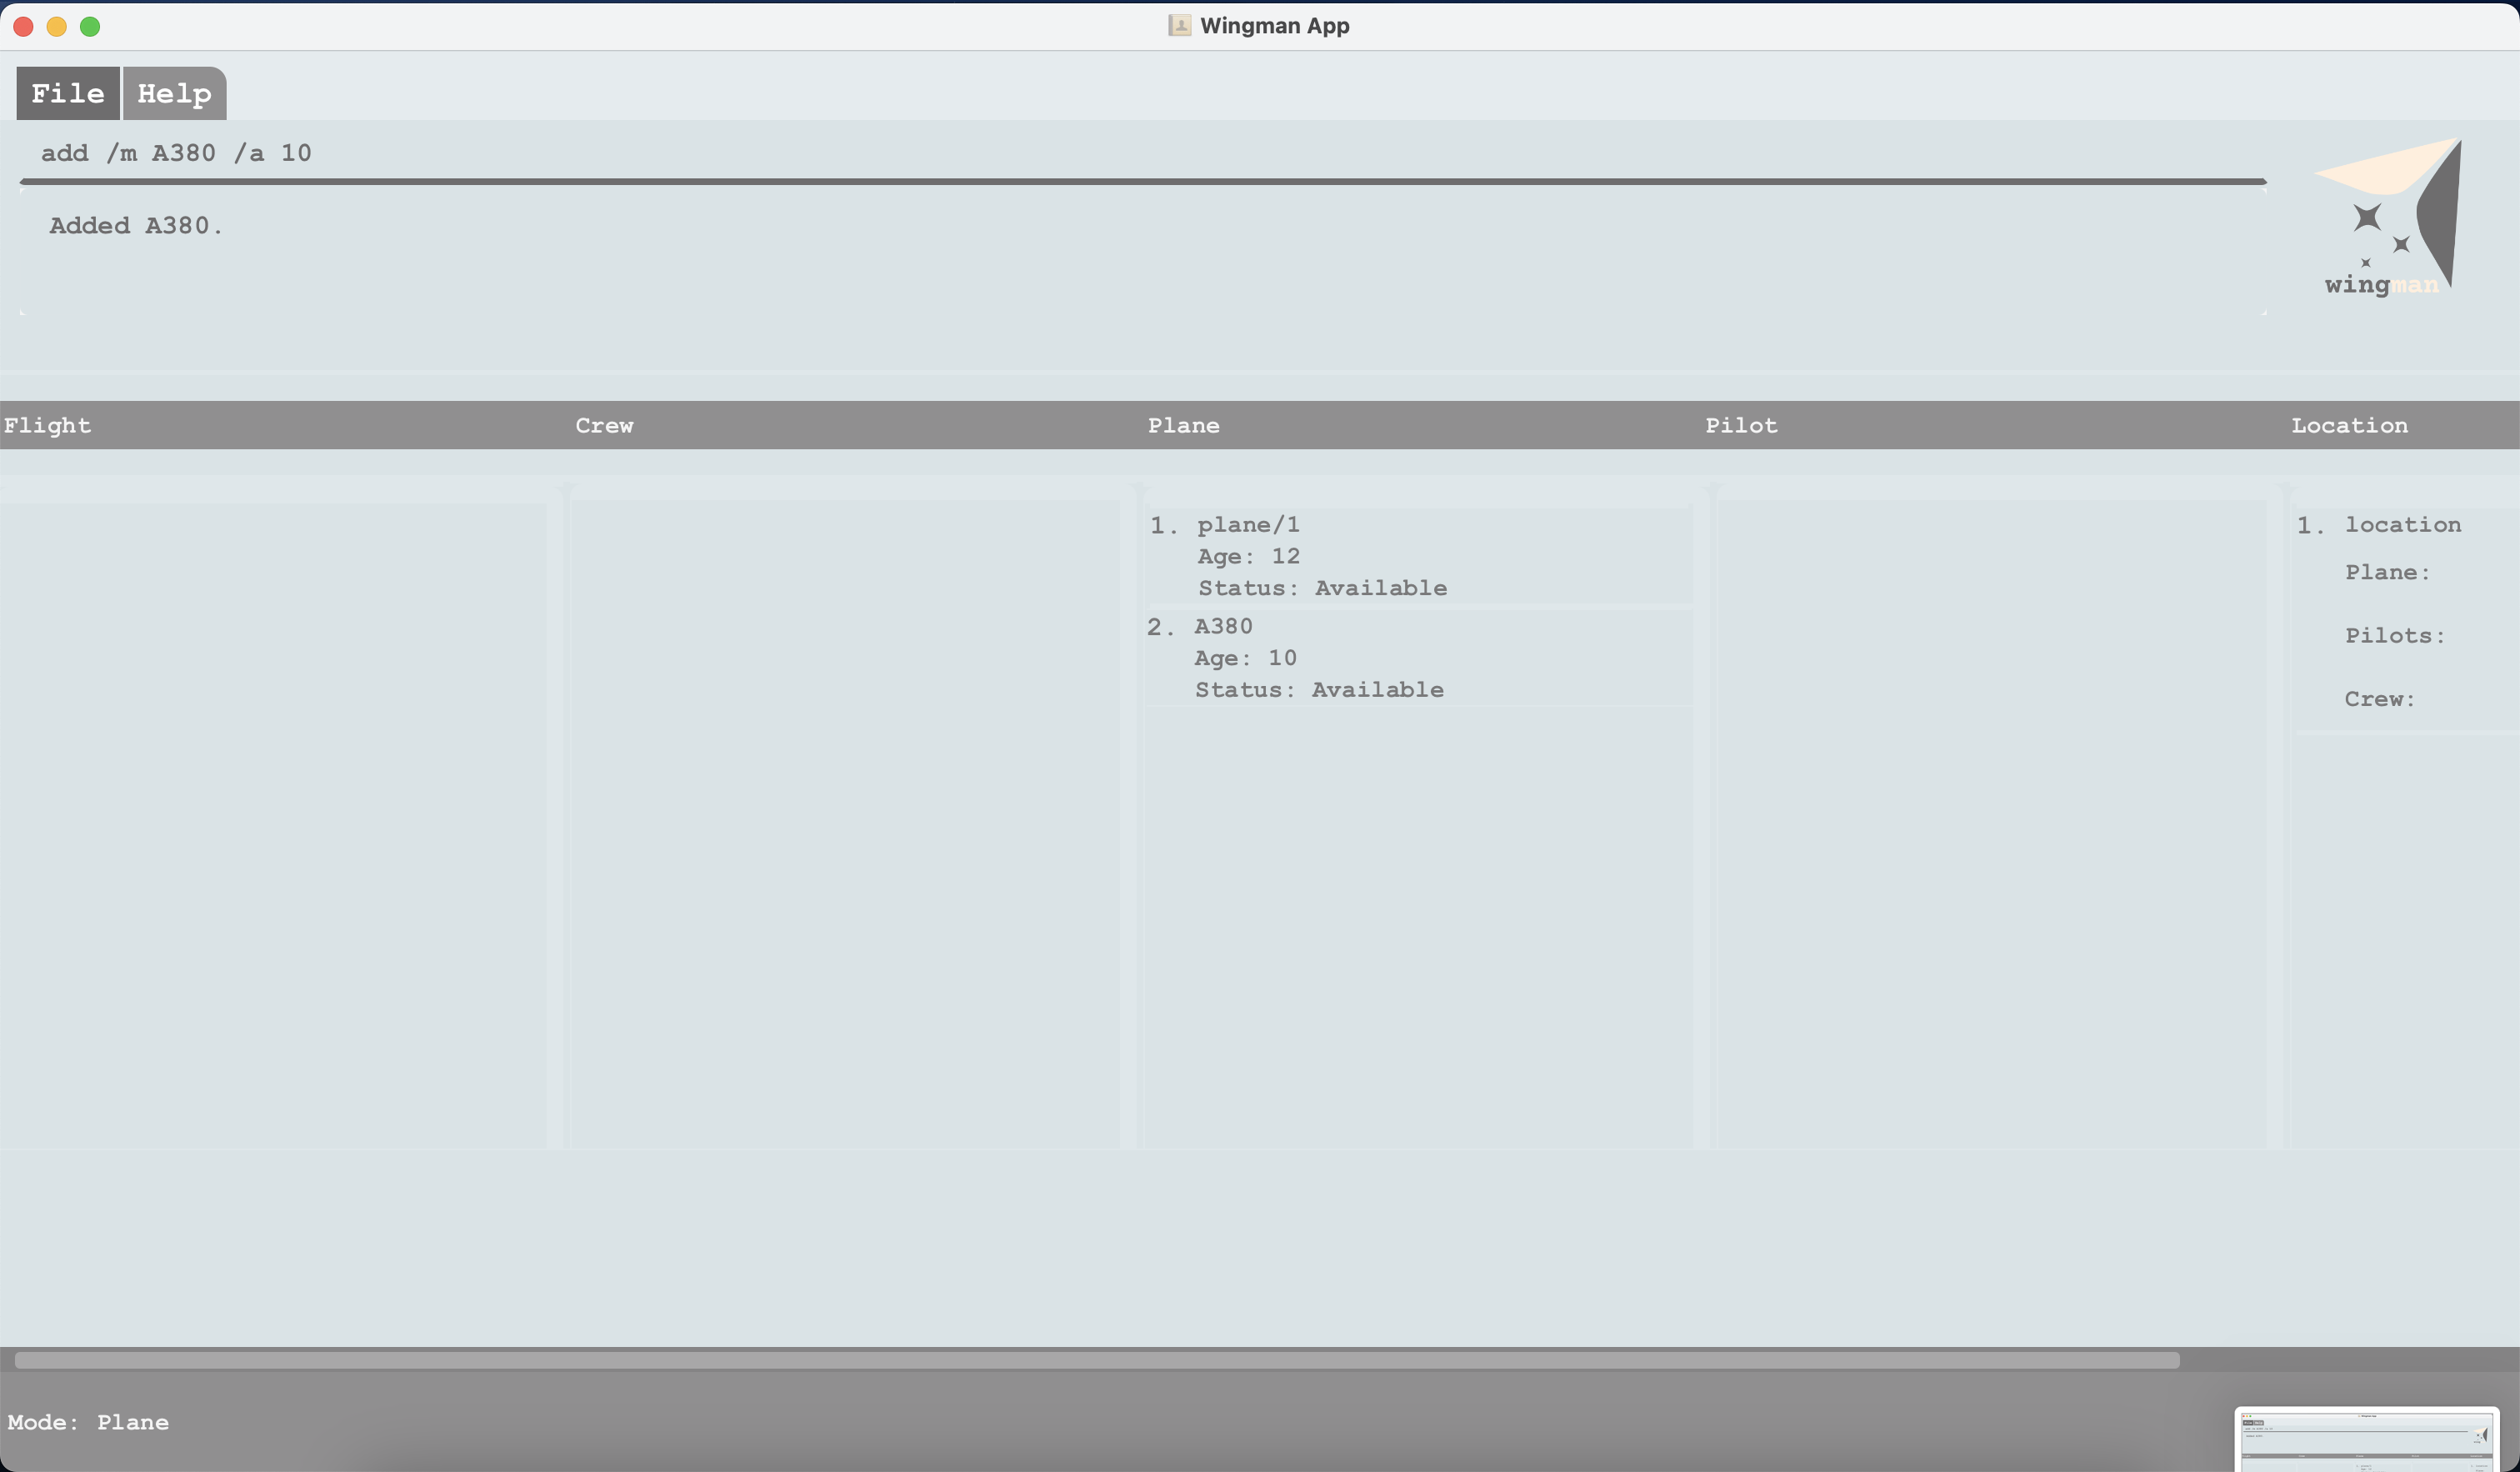 Wingman App
File Help
add /m A380 /a 10
Added A380.
wingman
Flight Crew Plane Pilot Location
1. plane/1
Age: 12
Status: Available
2. A380
Age: 10
Status: Available
1. location
Plane:
Pilots:
Crew:
Mode: Plane